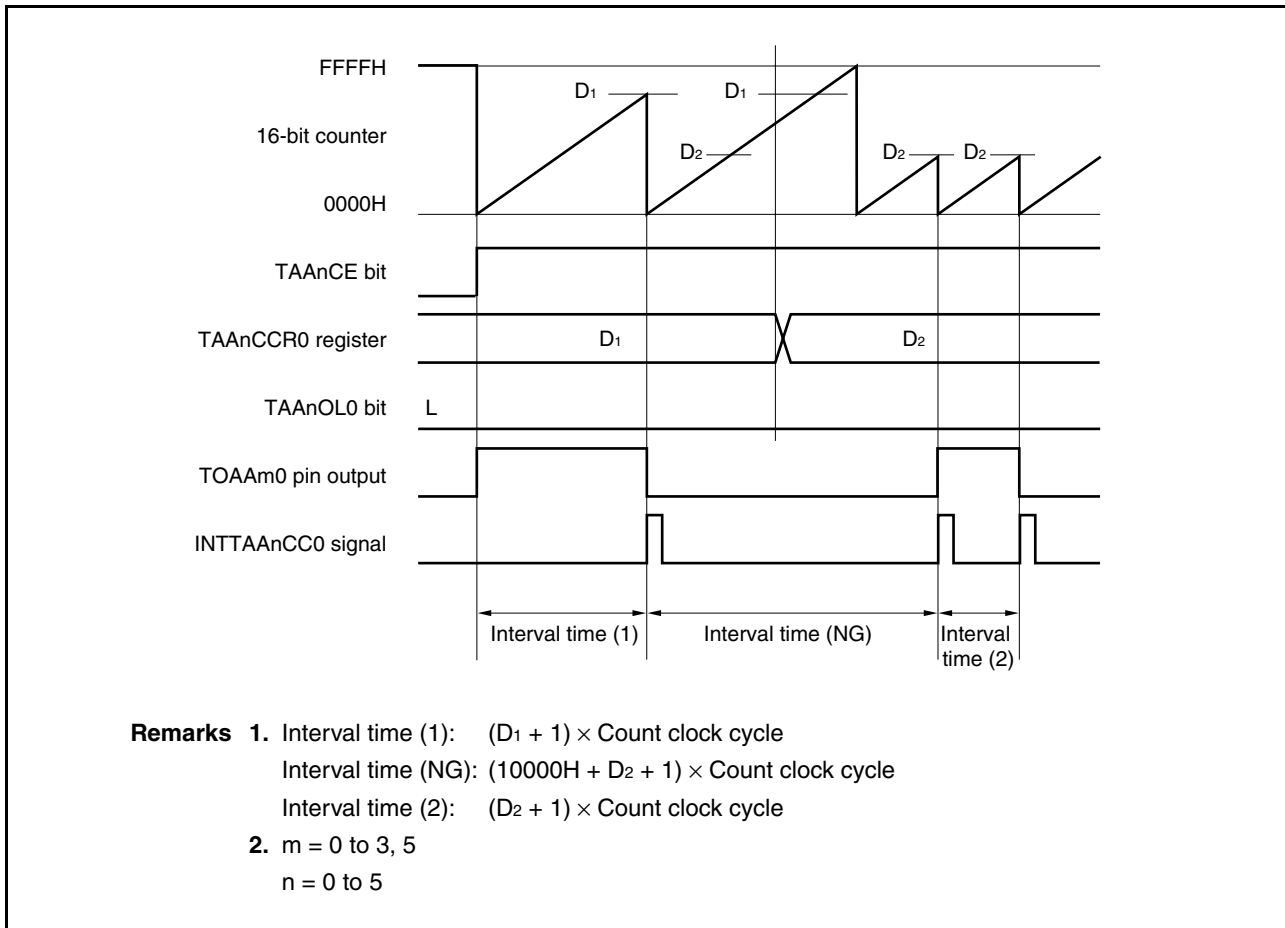 FFFFH
D1
D1
16-bit counter
D2
D2
D2
0000H
TAAnCE bit
TAAnCCR0 register
D1
D2
TAAnOL0 bit
L
TOAAm0 pin output
INTTAAnCC0 signal
Interval time (1)
Interval time (NG)
Interval
time (2)
Remarks 1. Interval time (1): (D1 + 1) × Count clock cycle
Interval time (NG): (10000H + D2 + 1) × Count clock cycle
Interval time (2): (D2 + 1) × Count clock cycle
2. m = 0 to 3, 5
n = 0 to 5